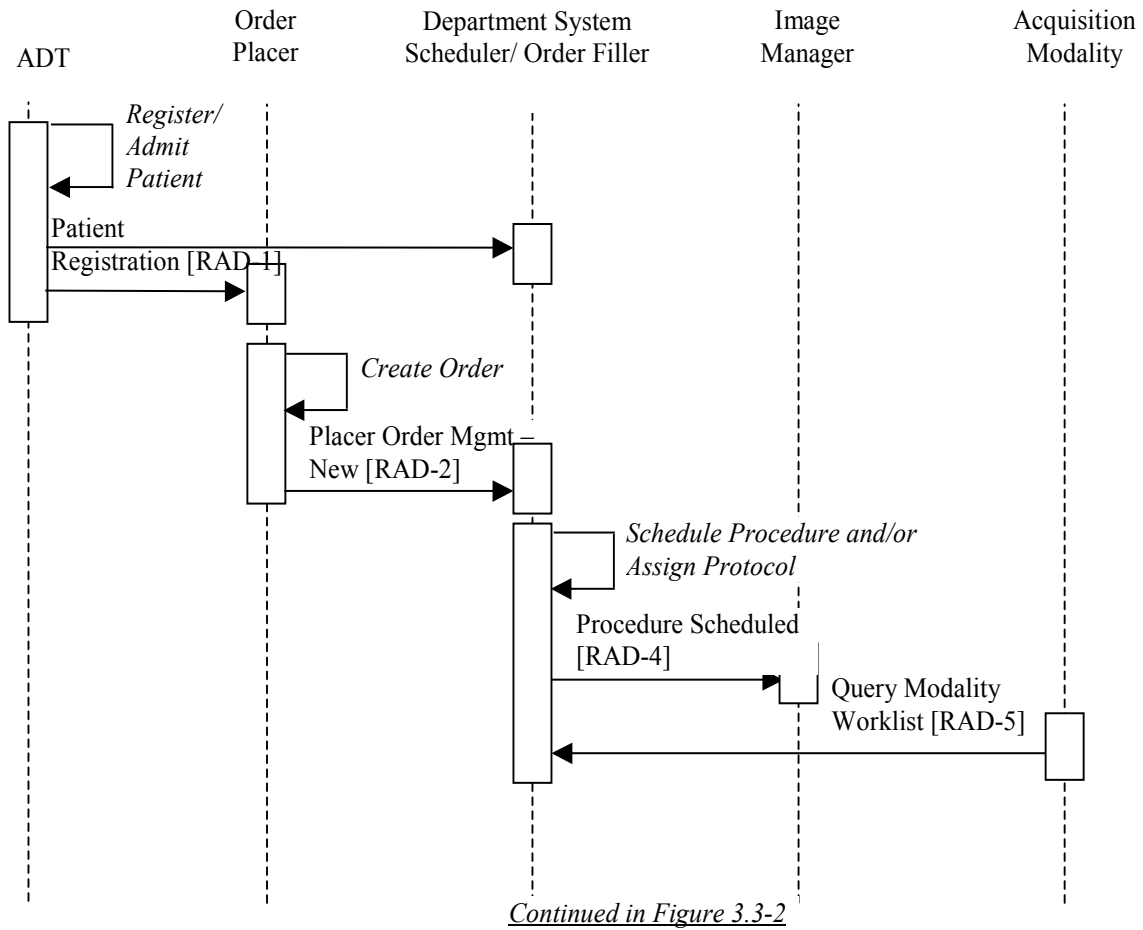 ADT
Order
Placer
Department System
Scheduler/ Order Filler
Image
Manager
Acquisition
Modality
Register/
Admit
Patient
Patient
Registration [RAD-1]
Create Order
Placer Order Mgmt –
New [RAD-2]
Schedule Procedure and/or
Assign Protocol
Procedure Scheduled
[RAD-4]
Query Modality
Worklist [RAD-5]
Continued in Figure 3.3-2